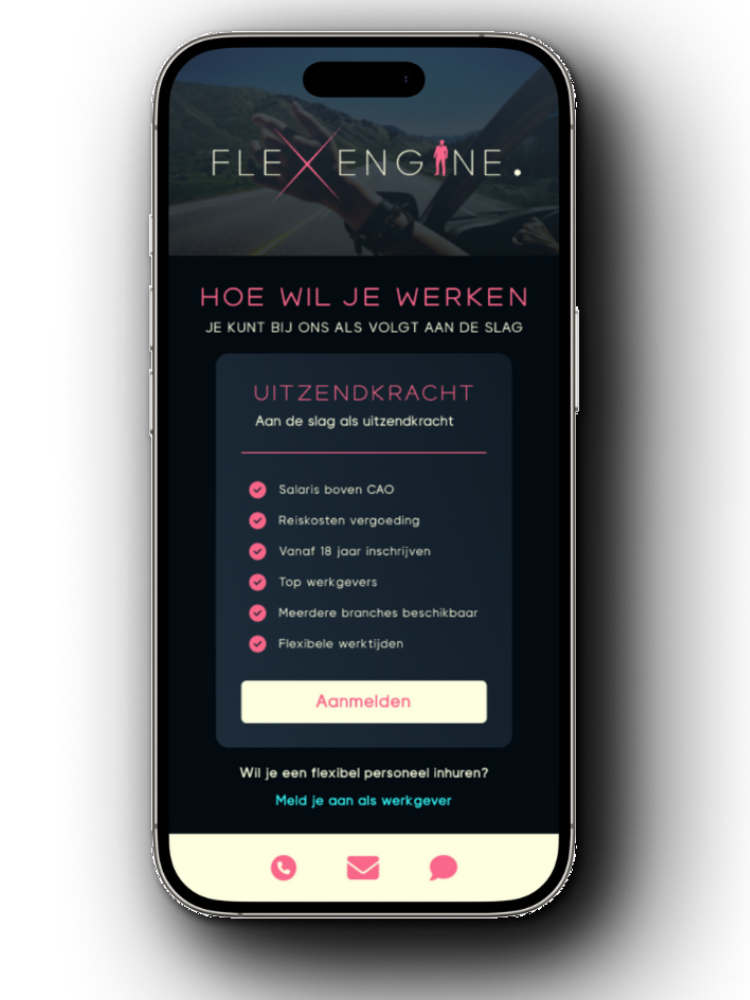 FLEXENGINE.
HOE WIL JE WERKEN
JE KUNT BIJ ONS ALS VOLGT AAN DE SLAG
UITZENDKRACHT
Aan de slag als uitzendkracht
Salaris boven CAO
Reiskosten vergoeding
Vanaf 18 jaar inschrijven
Top werkgevers
Meerdere branches beschikbaar
Flexibele werktijden
Aanmelden
Wil je een flexibel personeel inhuren?
Meld je aan als werkgever